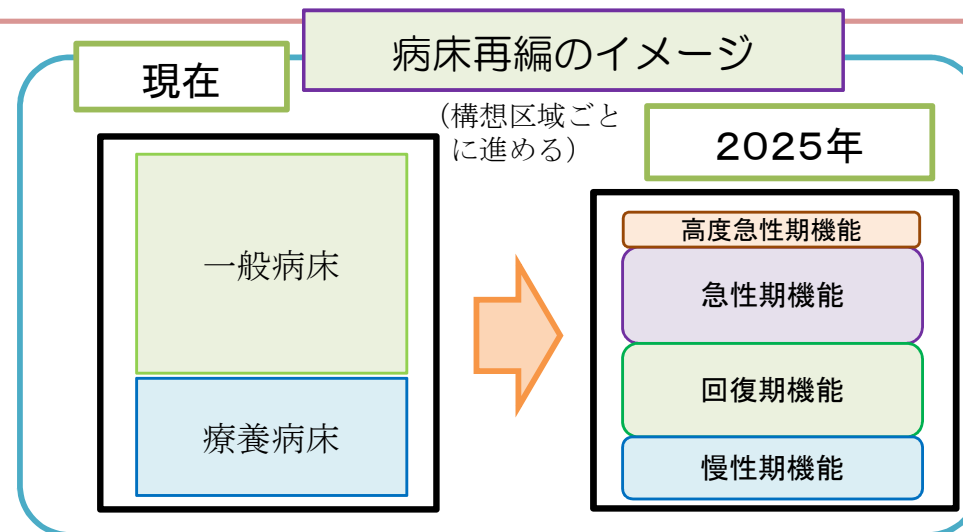 病床再編のイメージ
現在
(構想区域ごと
に進める)
2025年
一般病床
療養病床
高度急性期機能
急性期機能
回復期機能
慢性期機能